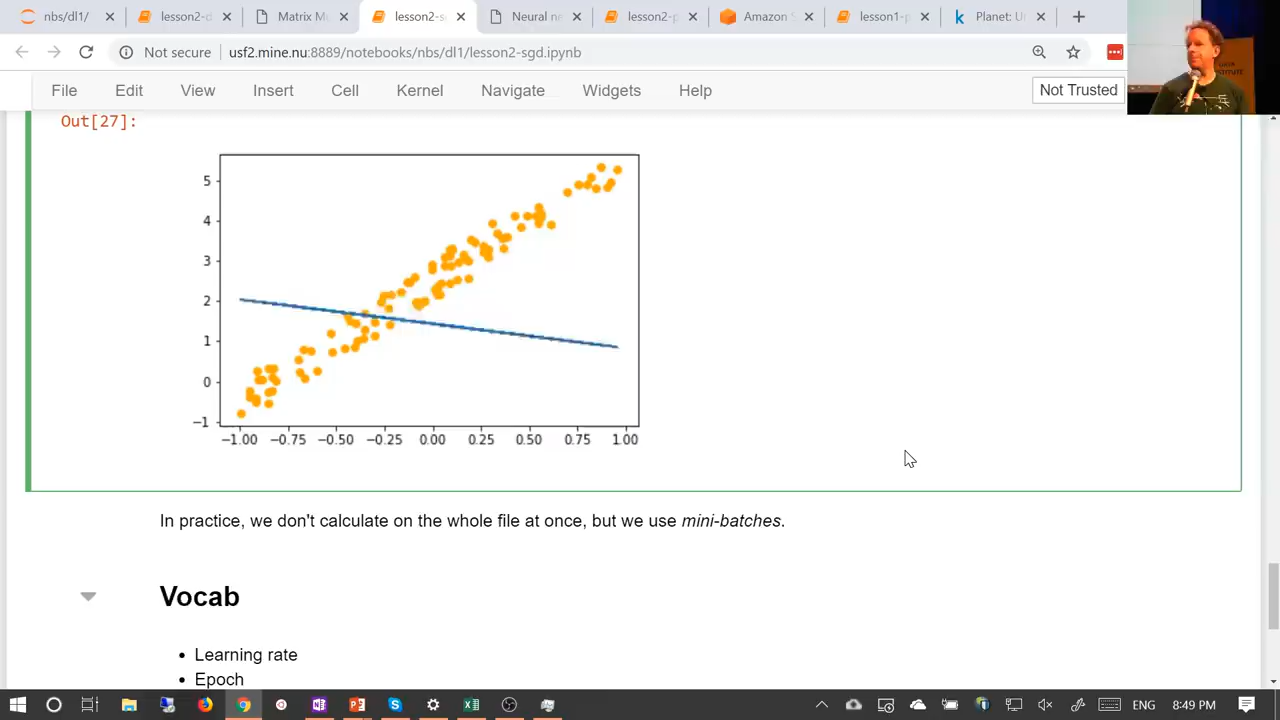 nbs/dl1/
lesson2-d
Matrix Mu
lesson2-s
Neural ne
lesson2-p
Amazon S
lesson1-p
Planet: Un
Not secure
usf2.mine.nu:8889/notebooks/nbs/dl1/lesson2-sgd.ipynb
File Edit View Insert Cell Kernel Navigate Widgets Help
Not Trusted
Out[27]:
5
4
3
2
1
0
−1
−1.00 −0.75 −0.50 −0.25 0.00 0.25 0.50 0.75 1.00
In practice, we don't calculate on the whole file at once, but we use mini-batches.
Vocab
• Learning rate
• Epoch
ENG
8:49 PM